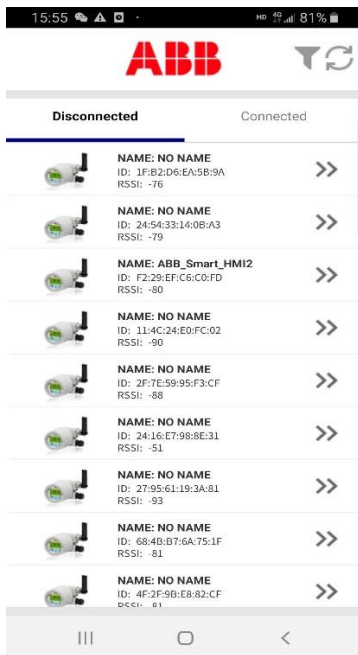 15:55 HD 4G 81%
ABB
Disconnected Connected
NAME: NO NAME
ID: 1F:B2:D6:EA:5B:9A
RSSI: -76
NAME: NO NAME
ID: 24:54:33:14:0B:A3
RSSI: -79
NAME: ABB_Smart_HMI2
ID: F2:29:EF:C6:C0:FD
RSSI: -80
NAME: NO NAME
ID: 11:4C:24:E0:FC:02
RSSI: -90
NAME: NO NAME
ID: 2F:7E:59:95:F3:CF
RSSI: -88
NAME: NO NAME
ID: 24:16:E7:98:8E:31
RSSI: -51
NAME: NO NAME
ID: 27:95:61:19:3A:81
RSSI: -93
NAME: NO NAME
ID: 68:4B:B7:6A:75:1F
RSSI: -81
NAME: NO NAME
ID: 4F:2F:9B:E8:82:CF
RSSI: -81